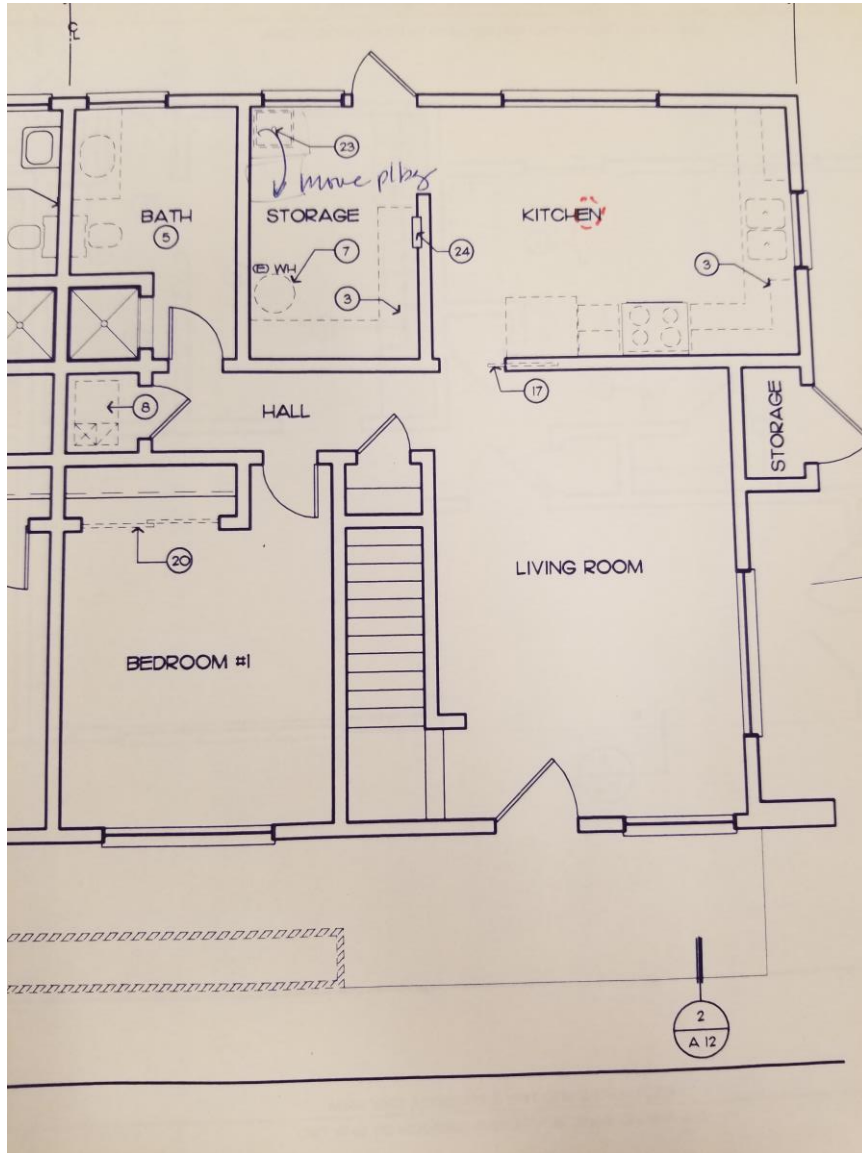 ℄
23
move plbg
BATH
5
STORAGE
KITCHEN
7
24
3
(E) WH
3
8
HALL
17
STORAGE
20
LIVING ROOM
BEDROOM #1
2
A 12